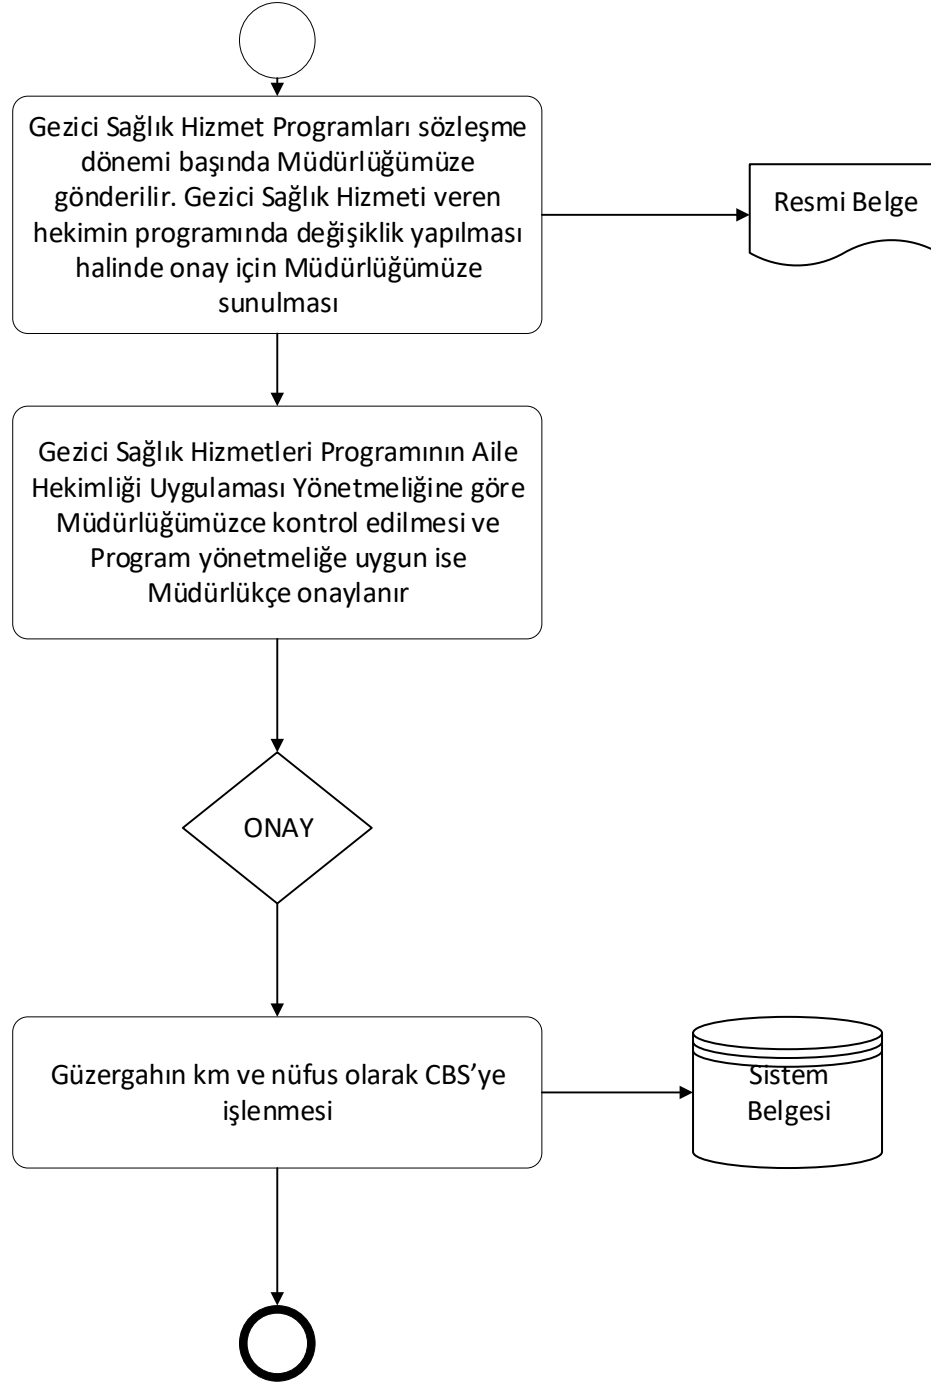 Gezici Sağlık Hizmet Programları sözleşme
dönemi başında Müdürlüğümüze
gönderilir. Gezici Sağlık Hizmeti veren
hekimin programında değişiklik yapılması
halinde onay için Müdürlüğümüze
sunulması
Resmi Belge
Gezici Sağlık Hizmetleri Programının Aile
Hekimliği Uygulaması Yönetmeliğine göre
Müdürlüğümüzce kontrol edilmesi ve
Program yönetmeliğe uygun ise
Müdürlükçe onaylanır
ONAY
Güzergahın km ve nüfus olarak CBS’ye
işlenmesi
Sistem
Belgesi